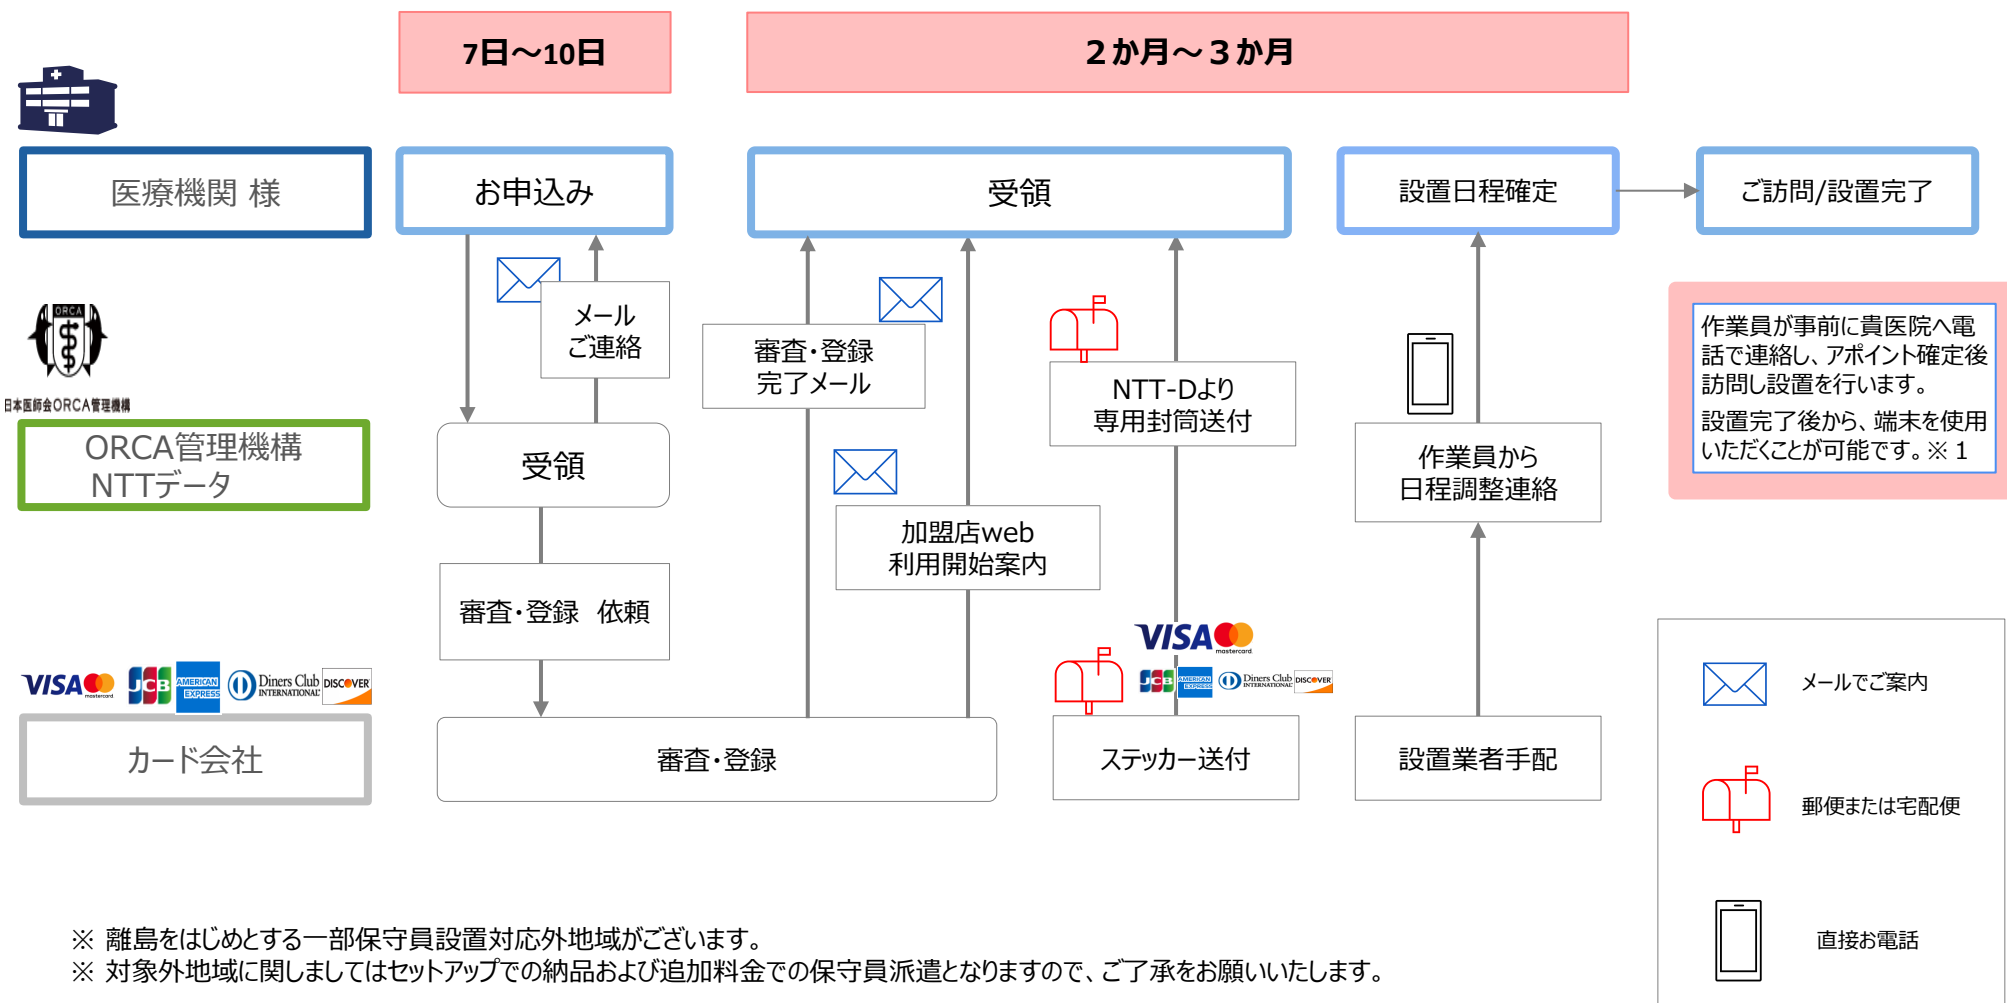 7日～10日
２か月～３か月
医療機関 様
お申込み
受領
設置日程確定
ご訪問/設置完了
メール
ご連絡
審査・登録
完了メール
NTT-Dより
専用封筒送付
作業員が事前に貴医院へ電
話で連絡し、アポイント確定後
訪問し設置を行います。
設置完了後から、端末を使用
いただくことが可能です。※１
ORCA
日本医師会ORCA管理機構
ORCA管理機構
NTTデータ
受領
加盟店web
利用開始案内
作業員から
日程調整連絡
審査・登録　依頼
VISA
mastercard
JCB
AMERICAN
EXPRESS
Diners Club
INTERNATIONAL
DISCOVER
VISA
mastercard
JCB
AMERICAN
EXPRESS
Diners Club
INTERNATIONAL
DISCOVER
カード会社
審査・登録
ステッカー送付
設置業者手配
メールでご案内
郵便または宅配便
直接お電話
※ 離島をはじめとする一部保守員設置対応外地域がございます。
※ 対象外地域に関しましてはセットアップでの納品および追加料金での保守員派遣となりますので、ご了承をお願いいたします。